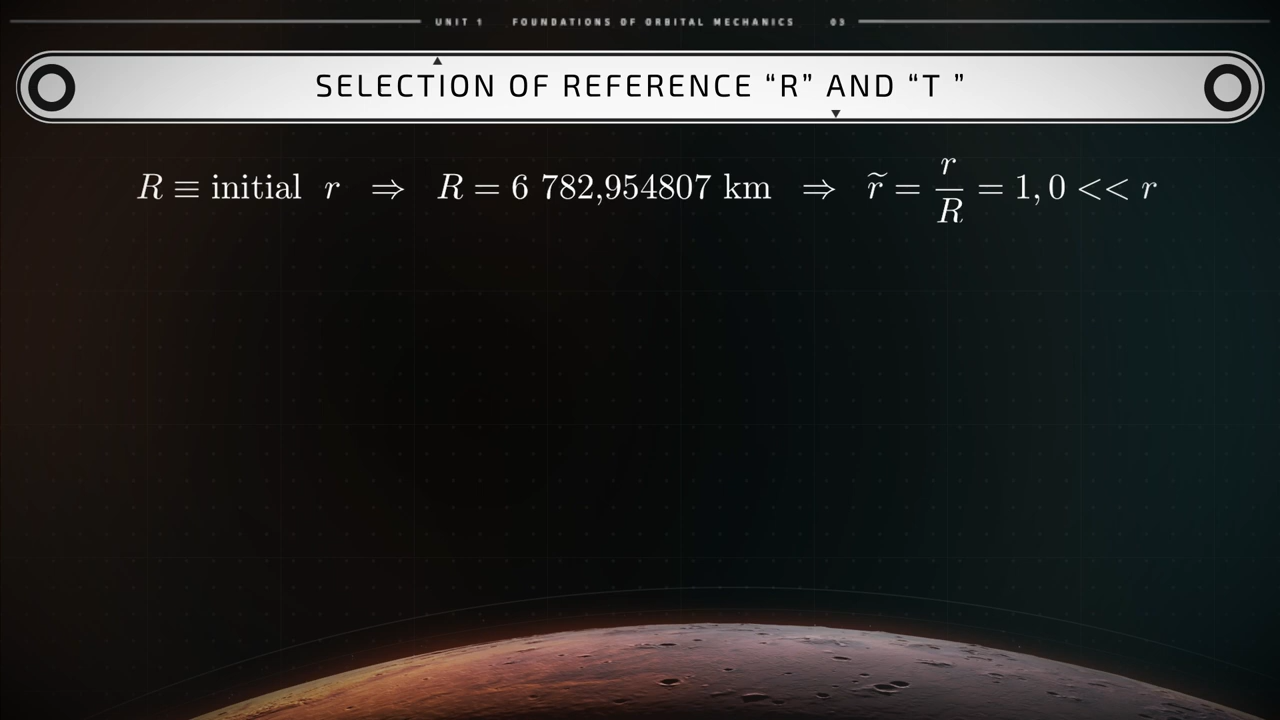 UNIT 1 FOUNDATIONS OF ORBITAL MECHANICS 03
SELECTION OF REFERENCE “R” AND “T ”
R ≡ initial r ⇒ R = 6 782,954807 km ⇒ r̃ = r/R = 1, 0 << r